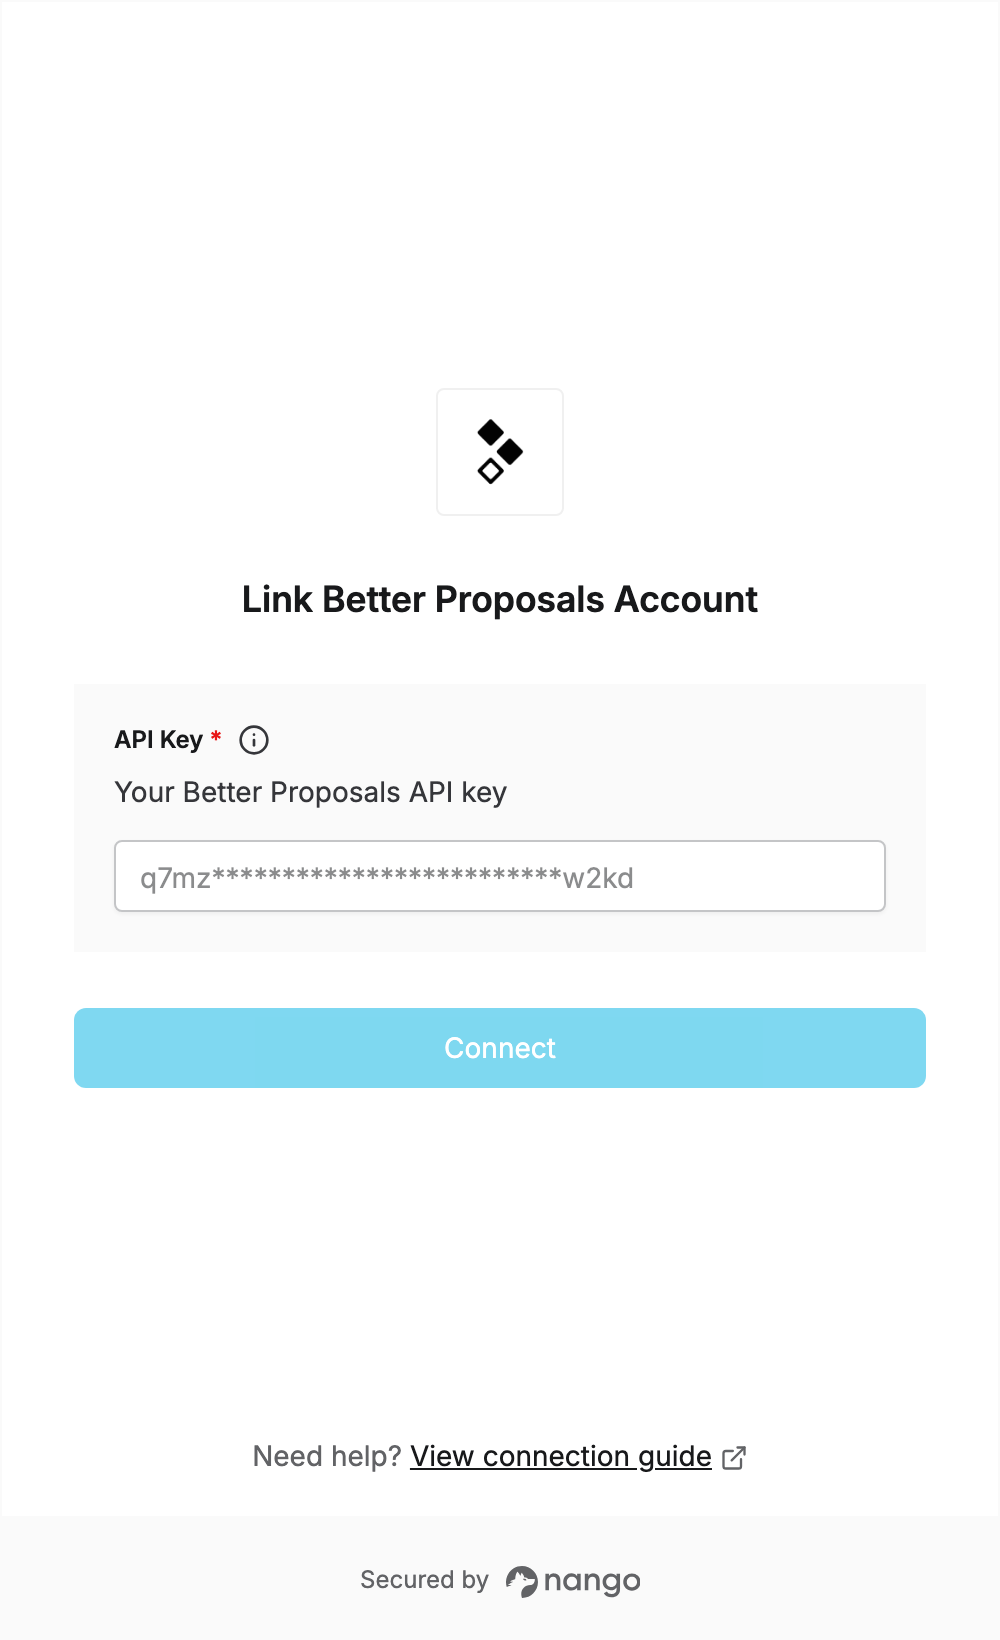 Link Better Proposals Account
API Key *
Your Better Proposals API key
q7mz*************************w2kd
Connect
Need help? View connection guide
Secured by nango